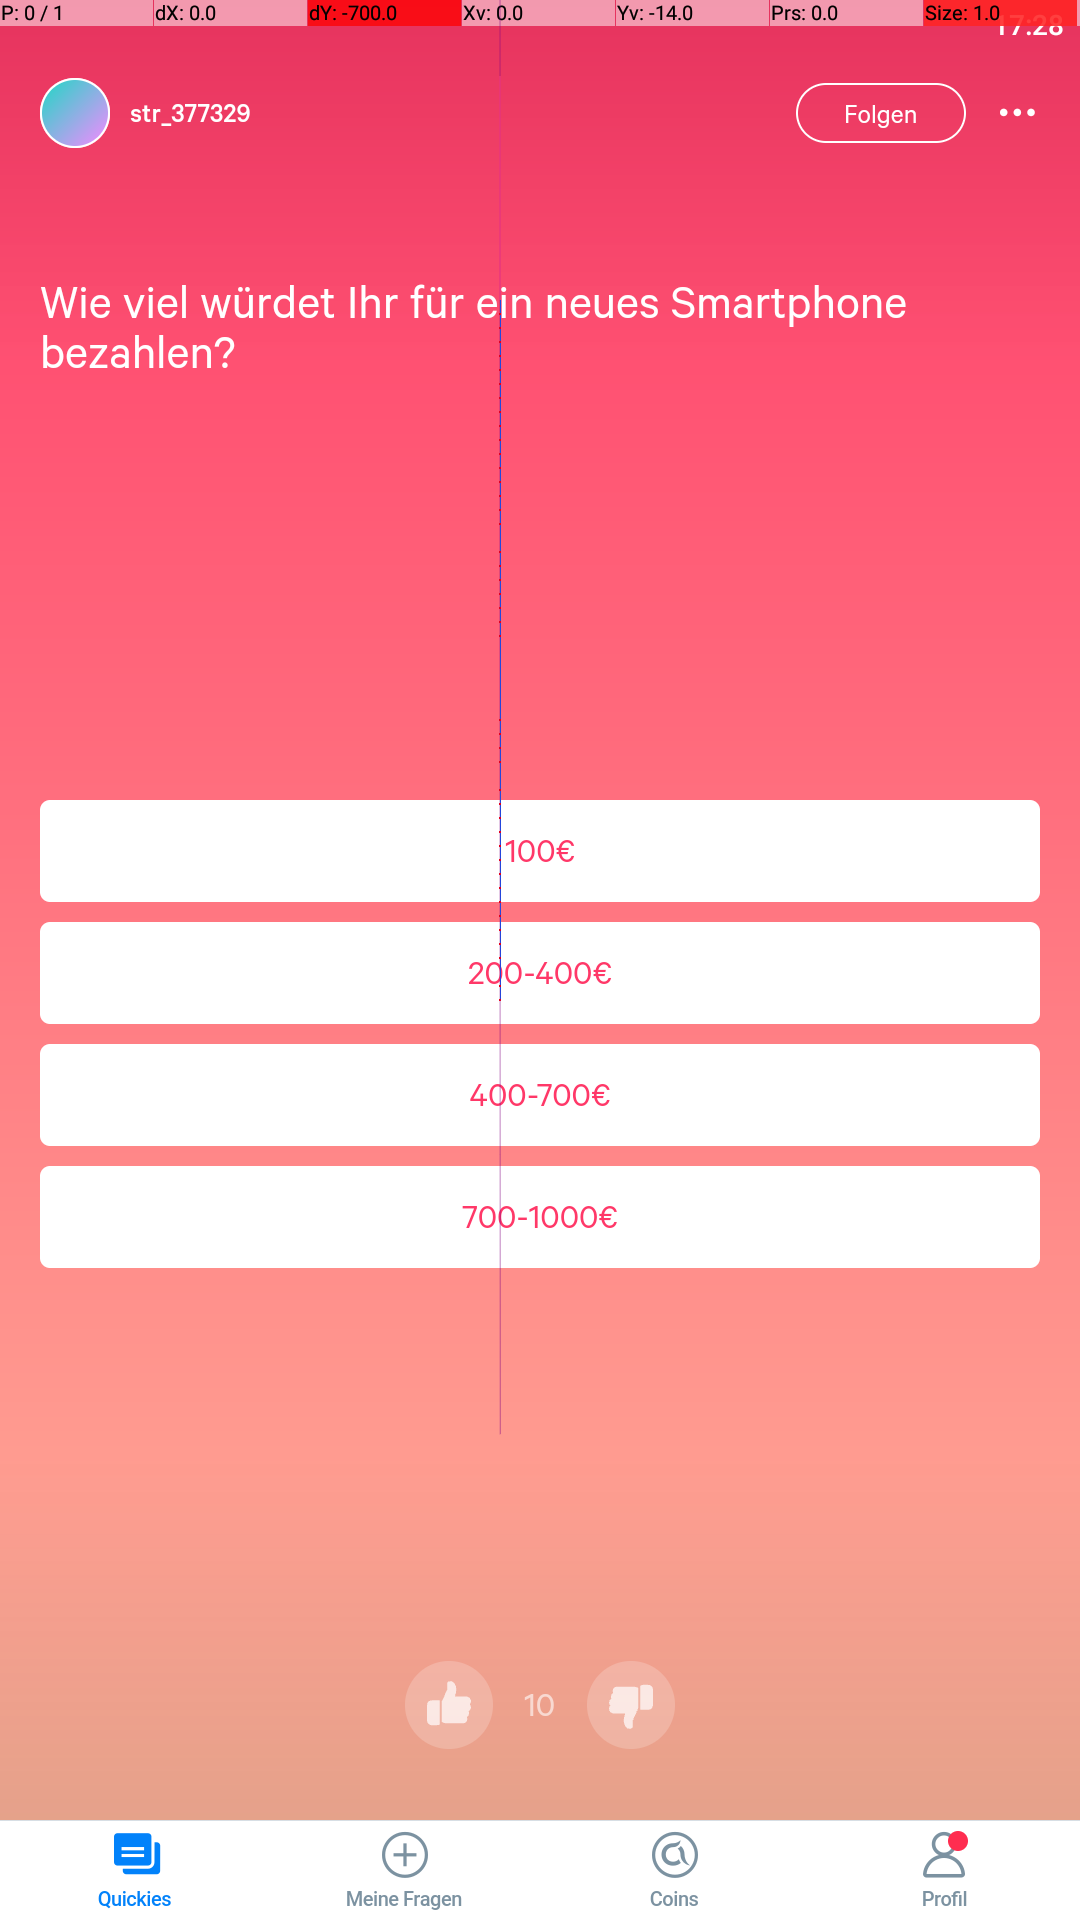 P: 0 / 1
dX: 0.0
dY: -700.0
Xv: 0.0
Yv: -14.0
Prs: 0.0
Size: 1.0
17:28
str_377329
Folgen
Wie viel würdet Ihr für ein neues Smartphone
bezahlen?
100€
200-400€
400-700€
700-1000€
10
Quickies
Meine Fragen
Coins
Profil